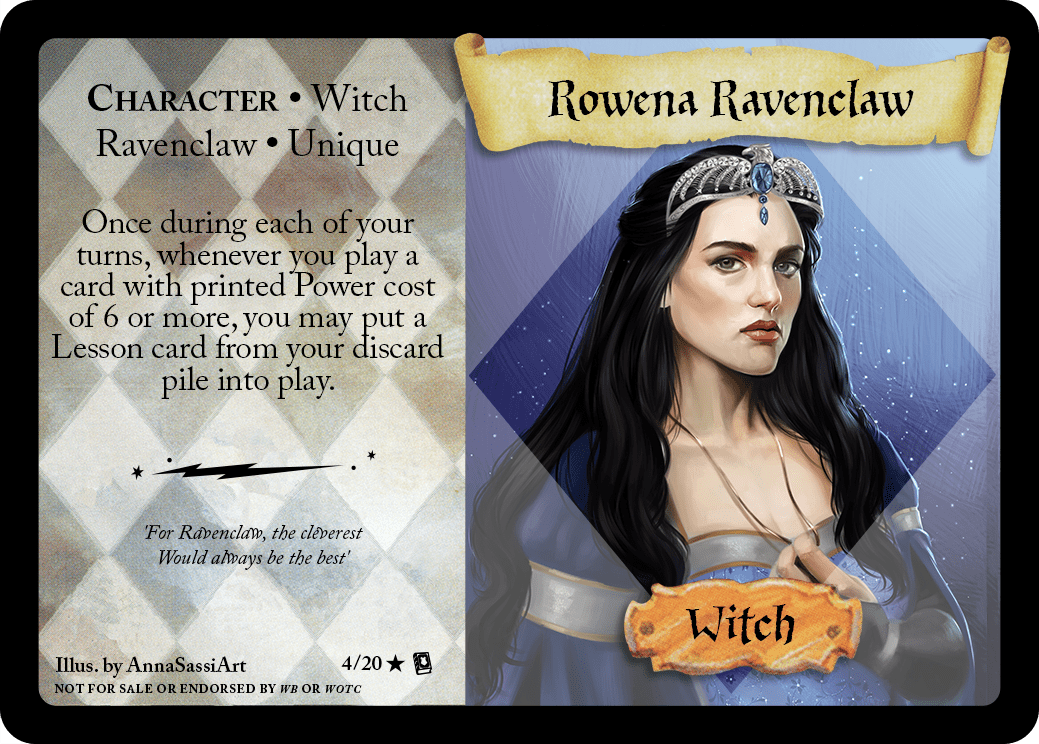 CHARACTER • Witch
Ravenclaw • Unique
Once during each of your
turns, whenever you play a
card with printed Power cost
of 6 or more, you may put a
Lesson card from your discard
pile into play.
'For Ravenclaw, the cleverest
Would always be the best'
Illus. by AnnaSassiArt 4/20 ★
NOT FOR SALE OR ENDORSED BY WB OR WOTC
Rowena Ravenclaw
Witch